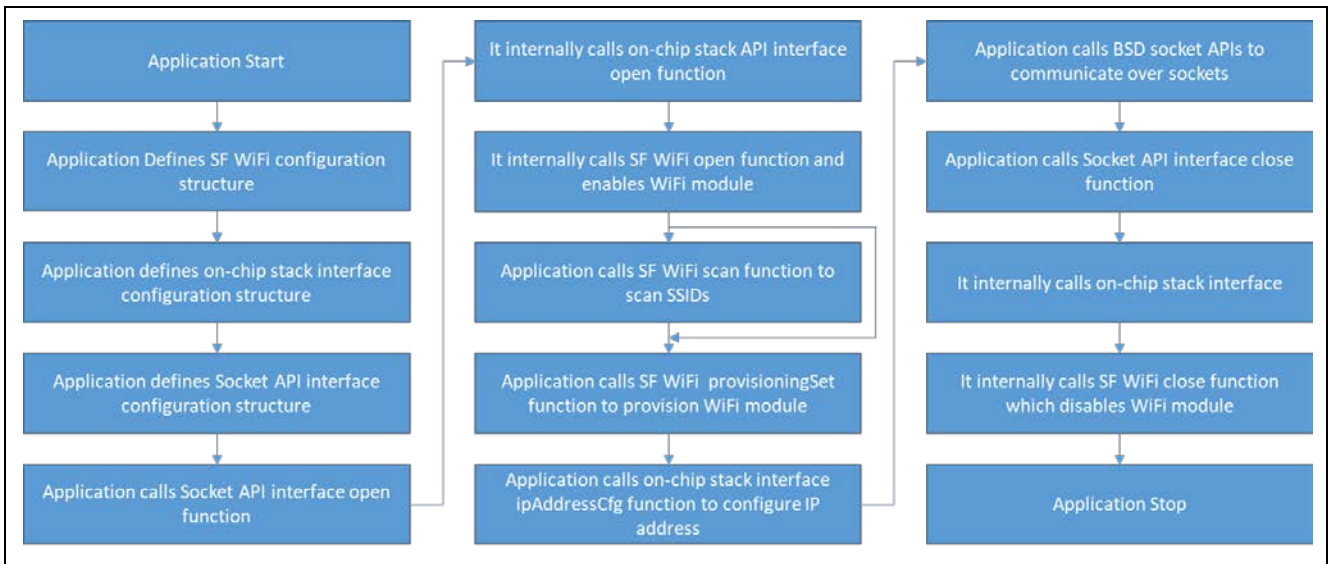 Application Start
Application Defines SF WiFi configuration
structure
Application defines on-chip stack interface
configuration structure
Application defines Socket API interface
configuration structure
Application calls Socket API interface open
function
It internally calls on-chip stack API interface
open function
It internally calls SF WiFi open function and
enables WiFi module
Application calls SF WiFi scan function to
scan SSIDs
Application calls SF WiFi provisioningSet
function to provision WiFi module
Application calls on-chip stack interface
ipAddressCfg function to configure IP
address
Application calls BSD socket APIs to
communicate over sockets
Application calls Socket API interface close
function
It internally calls on-chip stack interface
It internally calls SF WiFi close function
which disables WiFi module
Application Stop